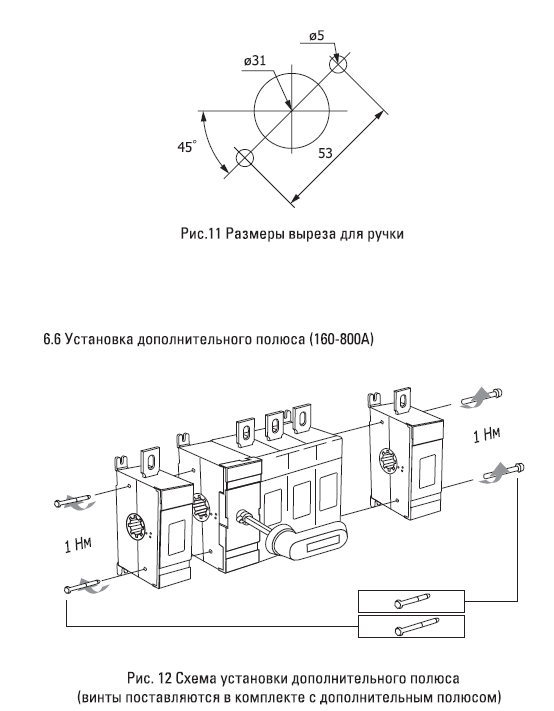 ø5
ø31
45°
53
Рис.11 Размеры выреза для ручки
6.6 Установка дополнительного полюса (160-800А)
1 Нм
1 Нм
Рис. 12 Схема установки дополнительного полюса
(винты поставляются в комплекте с дополнительным полюсом)